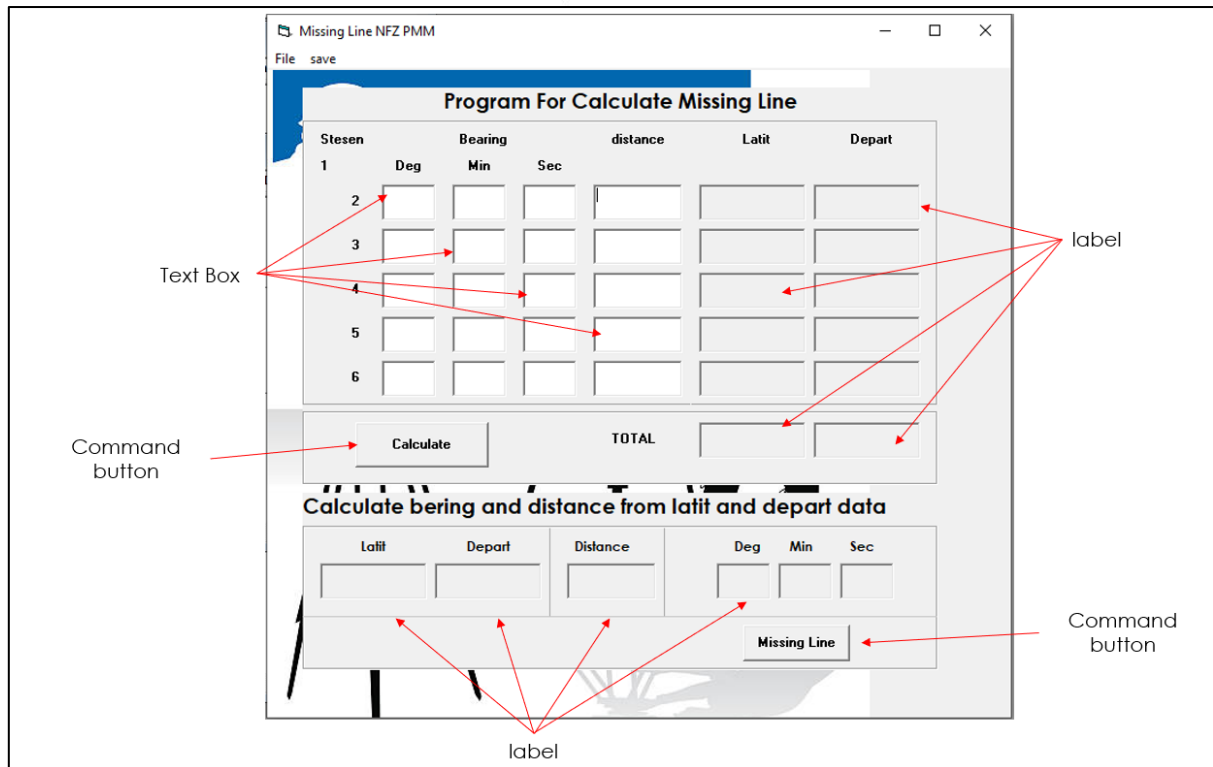 Missing Line NFZ PMM
File save
Program For Calculate Missing Line
Stesen Bearing distance Latit Depart
1 Deg Min Sec
2
label
3
Text Box
4
5
6
Command
button
Calculate
TOTAL
Calculate bering and distance from latit and depart data
Latit Depart Distance Deg Min Sec
Missing Line
Command
button
label